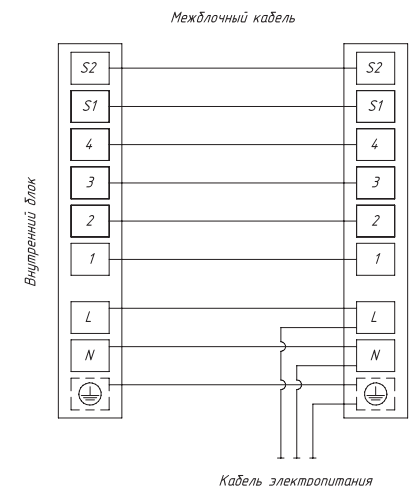 Межблочный кабель
S2 S2
S1 S1
4 4
3 3
2 2
1 1
L L
N N
Внутренний блок
Кабель электропитания